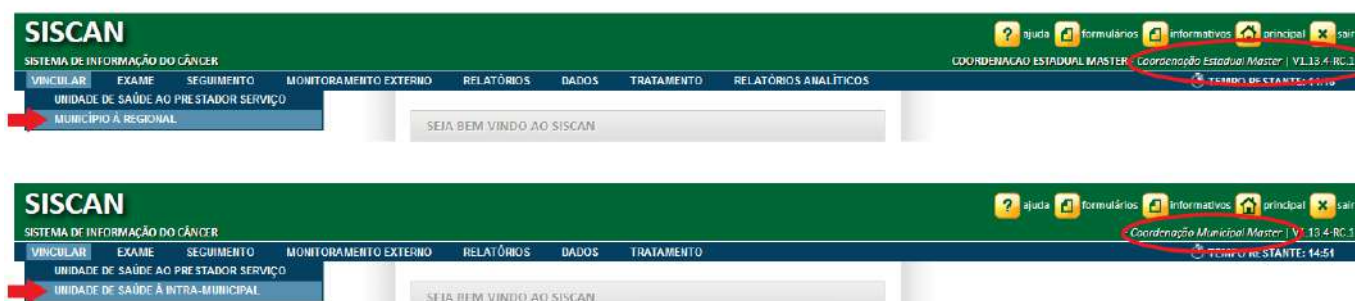 SISCAN
? ajuda formulários informativos principal sair
SISTEMA DE INFORMAÇÃO DO CÂNCER
COORDENACAO ESTADUAL MASTER - Coordenação Estadual Master | V1.13.4-RC.1
VINCULAR EXAME SEGUIMENTO MONITORAMENTO EXTERNO RELATÓRIOS DADOS TRATAMENTO RELATÓRIOS ANALÍTICOS TEMPO RESTANTE:
UNIDADE DE SAÚDE AO PRESTADOR SERVIÇO
MUNICÍPIO À REGIONAL
SEJA BEM VINDO AO SISCAN
SISCAN
? ajuda formulários informativos principal sair
SISTEMA DE INFORMAÇÃO DO CÂNCER
- Coordenação Municipal Master | V1.13.4-RC.1
VINCULAR EXAME SEGUIMENTO MONITORAMENTO EXTERNO RELATÓRIOS DADOS TRATAMENTO TEMPO RESTANTE: 14:51
UNIDADE DE SAÚDE AO PRESTADOR SERVIÇO
UNIDADE DE SAÚDE À INTRA-MUNICIPAL
SEJA BEM VINDO AO SISCAN